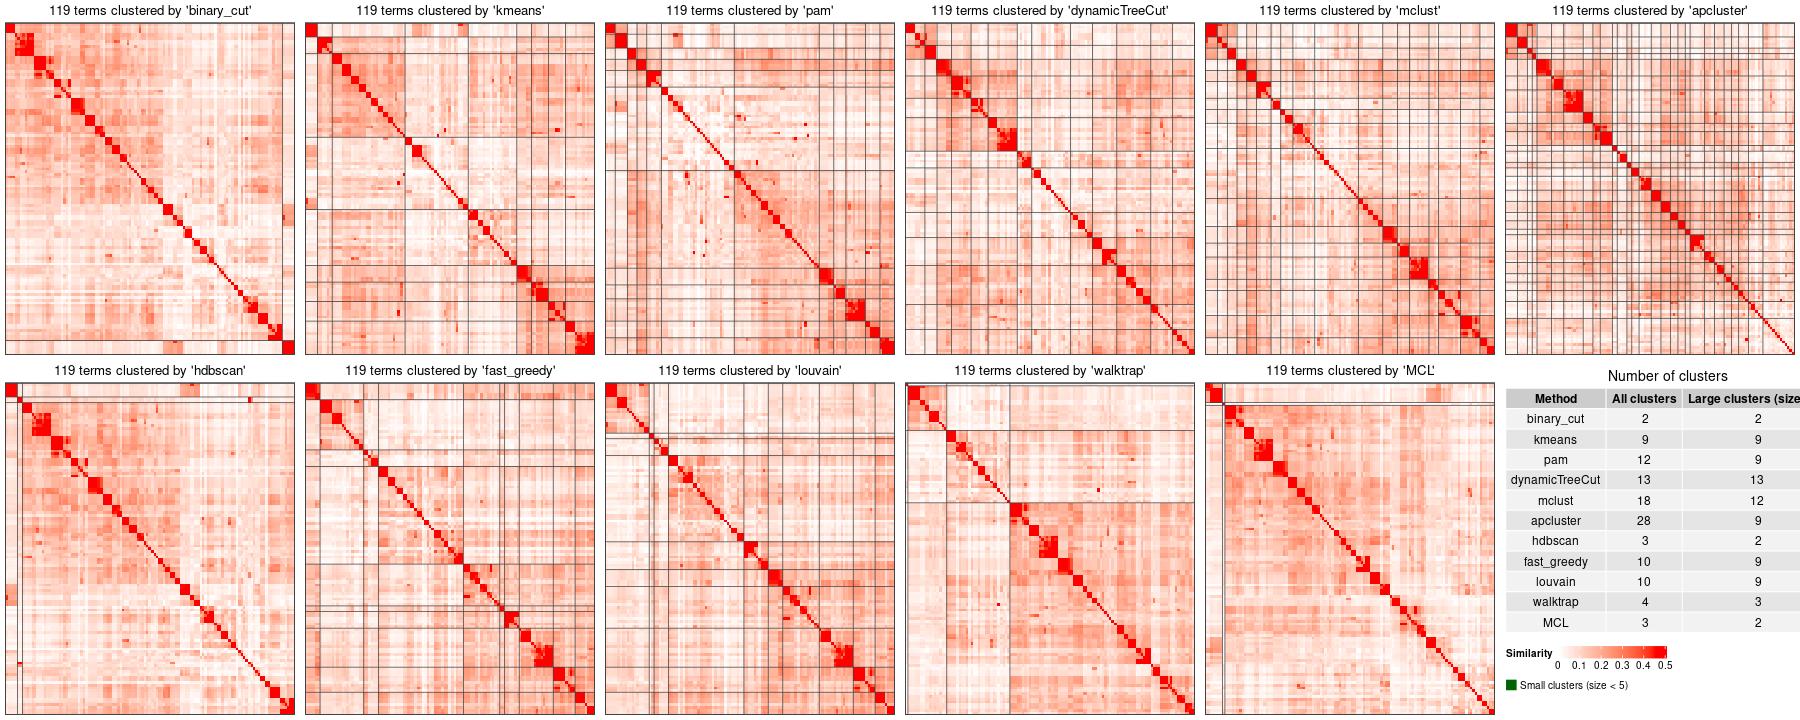 119 terms clustered by 'binary_cut'
119 terms clustered by 'kmeans'
119 terms clustered by 'pam'
119 terms clustered by 'dynamicTreeCut'
119 terms clustered by 'mclust'
119 terms clustered by 'apcluster'
119 terms clustered by 'hdbscan'
119 terms clustered by 'fast_greedy'
119 terms clustered by 'louvain'
119 terms clustered by 'walktrap'
119 terms clustered by 'MCL'
Number of clusters
Method All clusters Large clusters (size
binary_cut 2 2
kmeans 9 9
pam 12 9
dynamicTreeCut 13 13
mclust 18 12
apcluster 28 9
hdbscan 3 2
fast_greedy 10 9
louvain 10 9
walktrap 4 3
MCL 3 2
Similarity
0 0.1 0.2 0.3 0.4 0.5
Small clusters (size < 5)